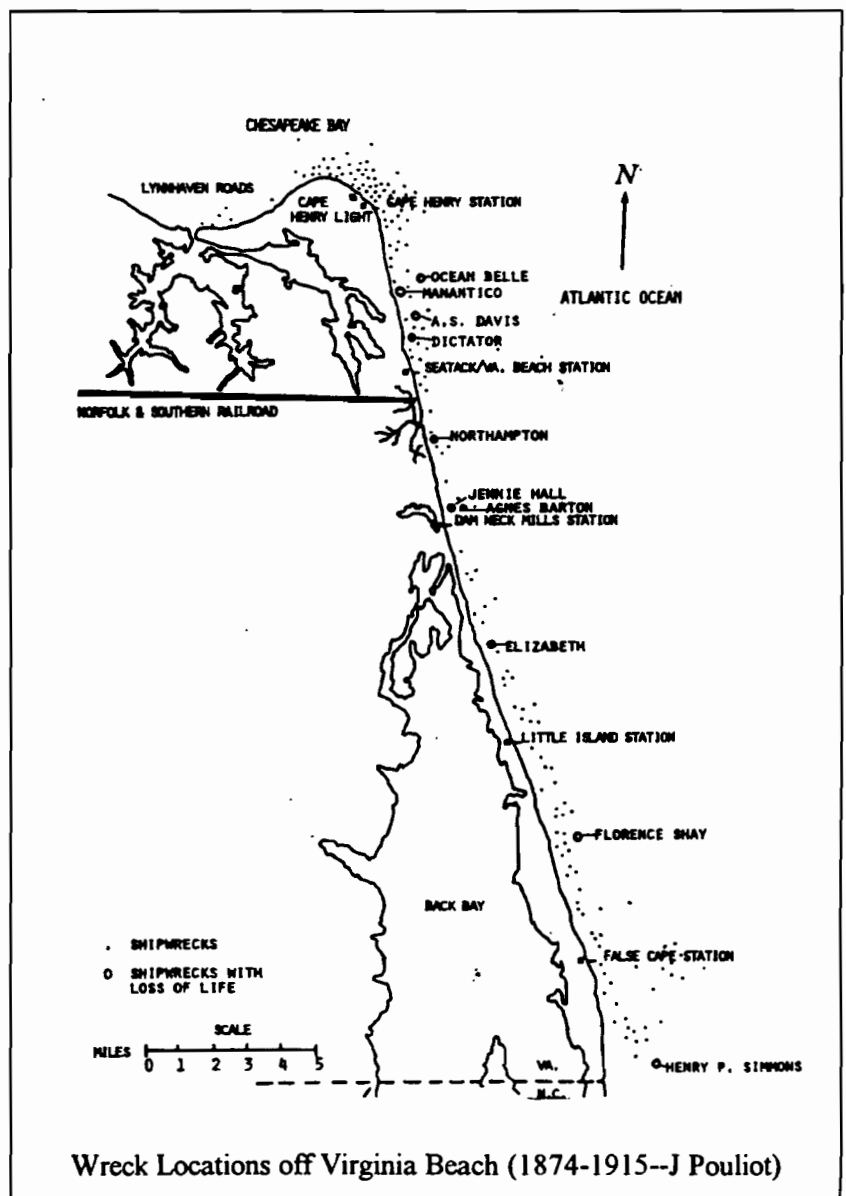 CHESAPEAKE BAY
LYNNHAVEN ROADS
CAPE
HENRY LIGHT
CAPE HENRY STATION
N
ATLANTIC OCEAN
OCEAN BELLE
MANANTICO
A.S. DAVIS
DICTATOR
SEATACK/VA. BEACH STATION
NORFOLK & SOUTHERN RAILROAD
NORTHAMPTON
JENNIE HALL
AGNES BARTON
DAM NECK MILLS STATION
ELIZABETH
LITTLE ISLAND STATION
FLORENCE SHAY
BACK BAY
SHIPWRECKS
SHIPWRECKS WITH
LOSS OF LIFE
FALSE CAPE STATION
SCALE
MILES
0 1 2 3 4 5
VA.
N.C.
HENRY P. SIMMONS
Wreck Locations off Virginia Beach (1874-1915--J Pouliot)